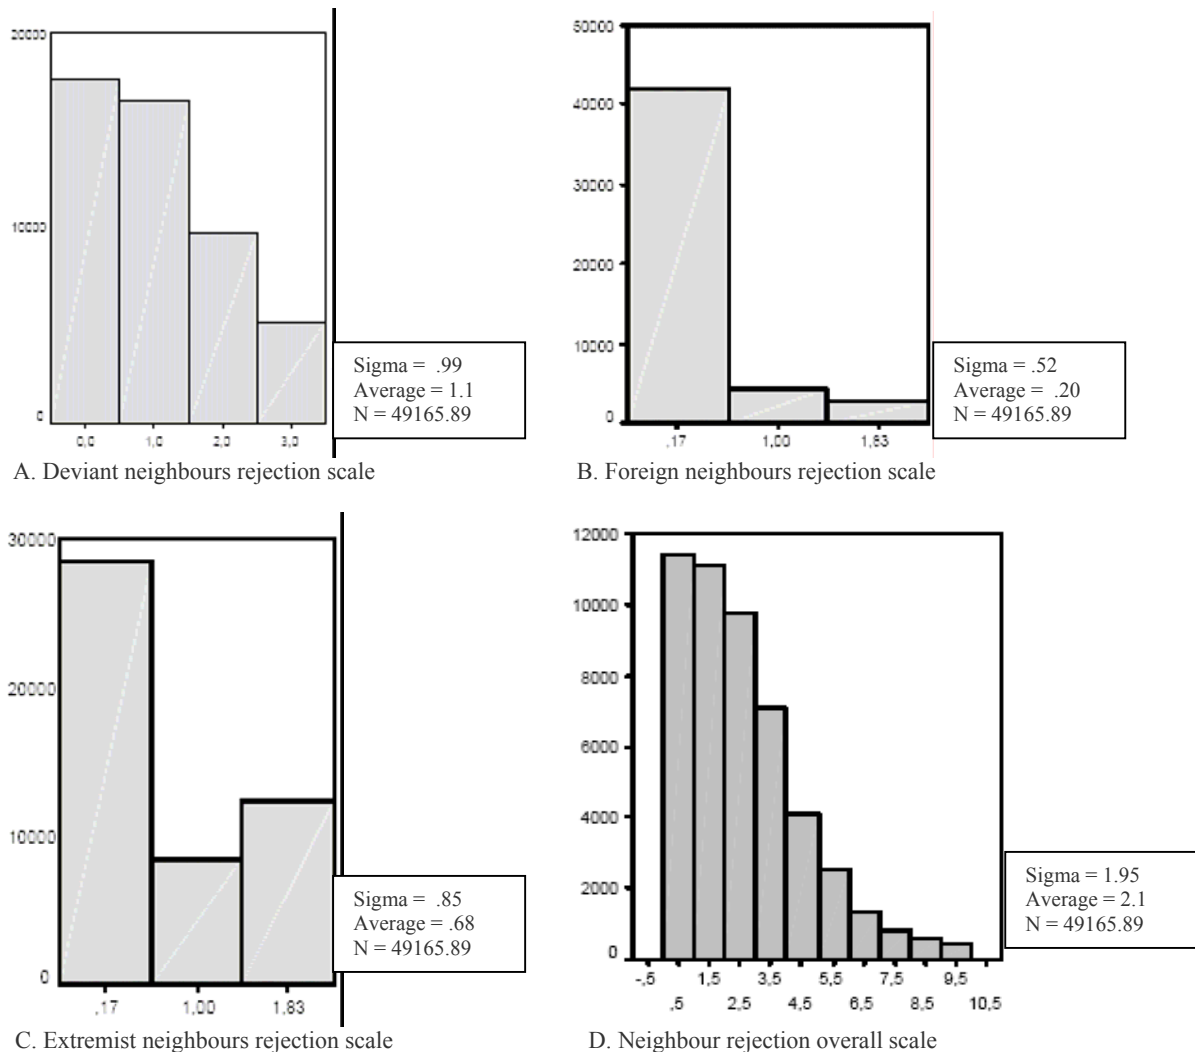 20000
10000
0
0,0 1,0 2,0 3,0
Sigma = .99
Average = 1.1
N = 49165.89
A. Deviant neighbours rejection scale
50000
40000
30000
20000
10000
0
,17 1,00 1,83
Sigma = .52
Average = .20
N = 49165.89
B. Foreign neighbours rejection scale
30000
20000
10000
0
,17 1,00 1,83
Sigma = .85
Average = .68
N = 49165.89
C. Extremist neighbours rejection scale
12000
10000
8000
6000
4000
2000
0
-,5 1,5 3,5 5,5 7,5 9,5
,5 2,5 4,5 6,5 8,5 10,5
Sigma = 1.95
Average = 2.1
N = 49165.89
D. Neighbour rejection overall scale